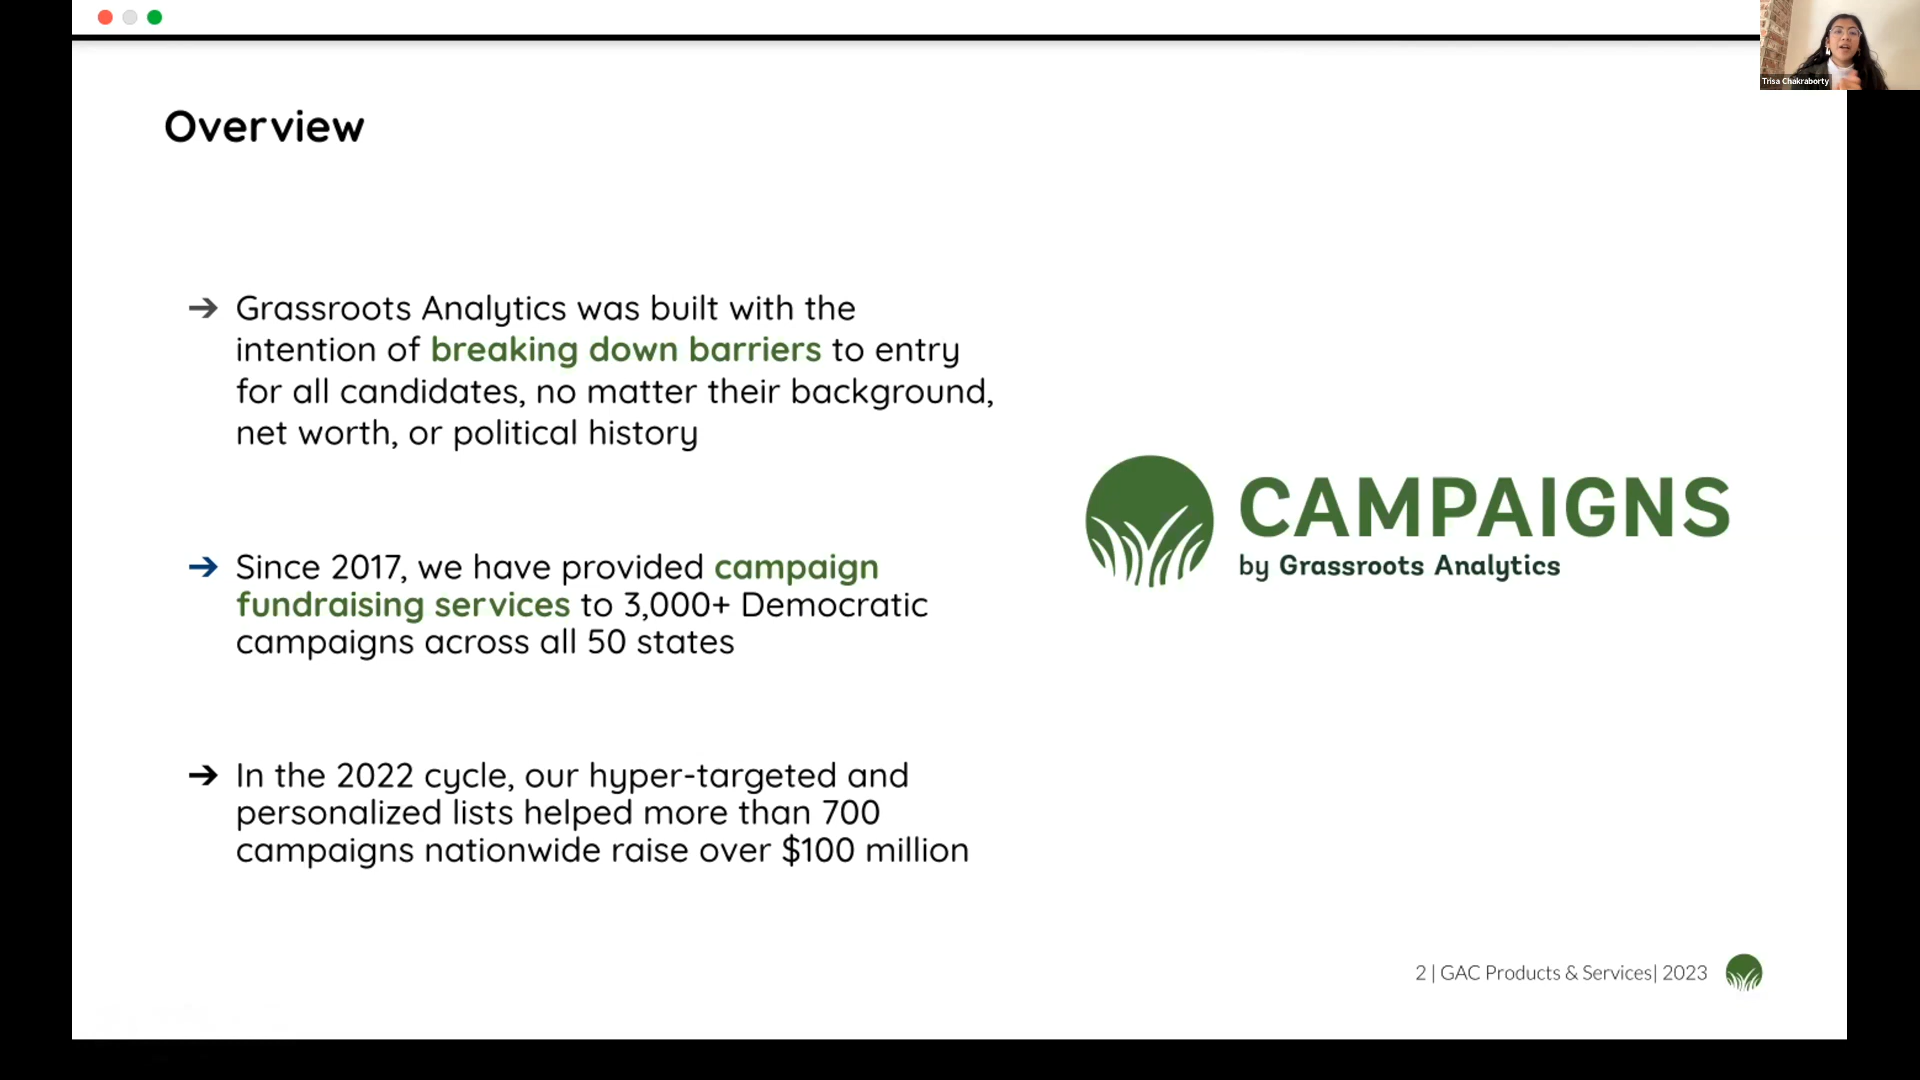 Trisa Chakraborty
Overview
➔ Grassroots Analytics was built with the
intention of breaking down barriers to entry
for all candidates, no matter their background,
net worth, or political history
➔ Since 2017, we have provided campaign
fundraising services to 3,000+ Democratic
campaigns across all 50 states
➔ In the 2022 cycle, our hyper-targeted and
personalized lists helped more than 700
campaigns nationwide raise over $100 million
CAMPAIGNS
by Grassroots Analytics
2 | GAC Products & Services| 2023